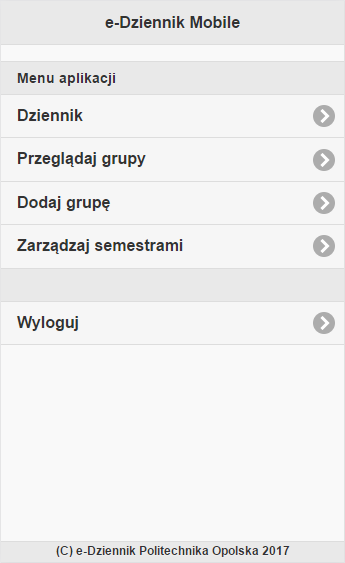 e-Dziennik Mobile
Menu aplikacji
Dziennik
Przeglądaj grupy
Dodaj grupę
Zarządzaj semestrami
Wyloguj
(C) e-Dziennik Politechnika Opolska 2017